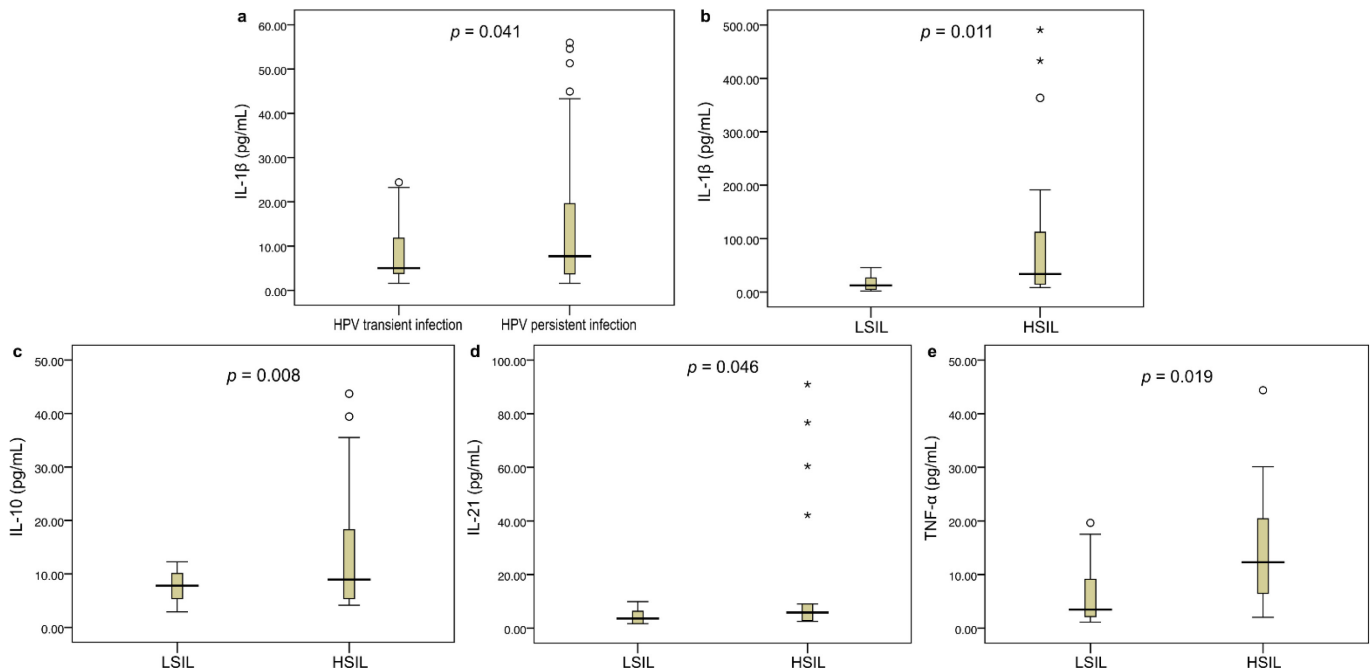 a
p = 0.041
IL-1β (pg/mL)
60.00
50.00
40.00
30.00
20.00
10.00
0.00
HPV transient infection
HPV persistent infection
b
p = 0.011
IL-1β (pg/mL)
500.00
400.00
300.00
200.00
100.00
0.00
LSIL
HSIL
c
p = 0.008
IL-10 (pg/mL)
50.00
40.00
30.00
20.00
10.00
0.00
LSIL
HSIL
d
p = 0.046
IL-21 (pg/mL)
100.00
80.00
60.00
40.00
20.00
0.00
LSIL
HSIL
e
p = 0.019
TNF-α (pg/mL)
50.00
40.00
30.00
20.00
10.00
0.00
LSIL
HSIL